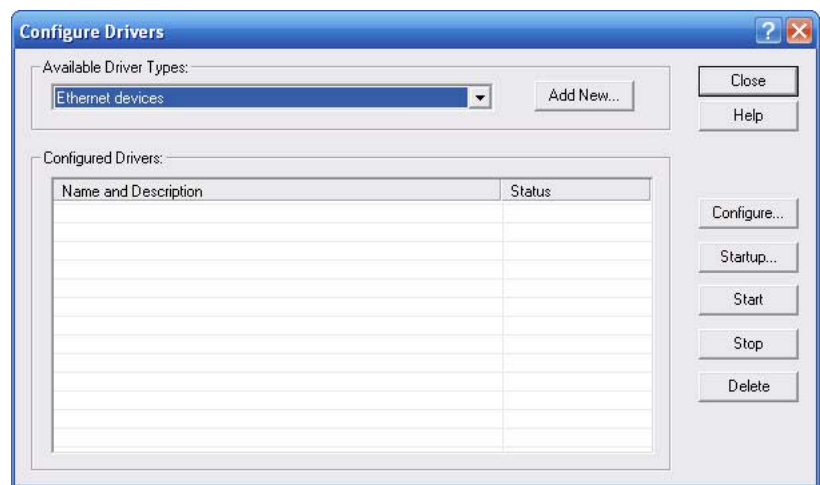 Configure Drivers
Available Driver Types:
Ethernet devices
Add New...
Close
Help
Configured Drivers:
Name and Description
Status
Configure...
Startup...
Start
Stop
Delete